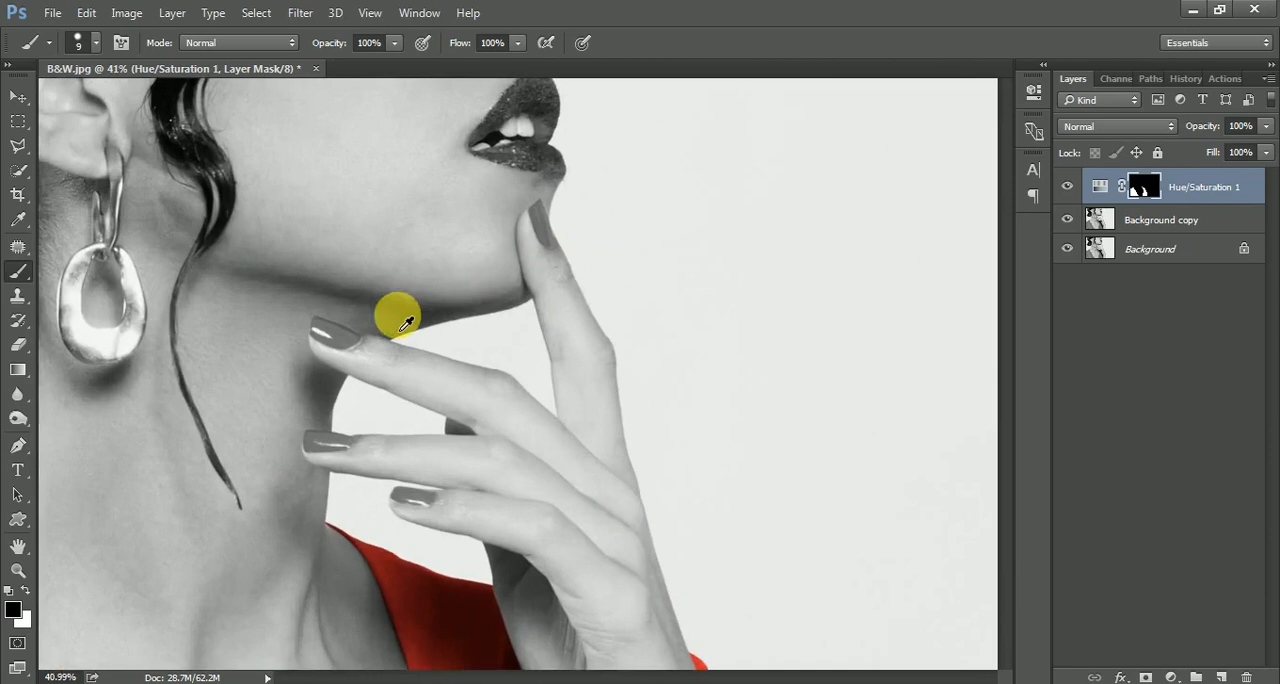 Ps File Edit Image Layer Type Select Filter 3D View Window Help
9 Mode: Normal Opacity: 100% Flow: 100% Essentials
B&W.jpg @ 41% (Hue/Saturation 1, Layer Mask/8) * ×
Layers Channe Paths History Actions
Kind
Normal Opacity: 100%
Lock: Fill: 100%
Hue/Saturation 1
Background copy
Background
40.99% Doc: 28.7M/62.2M